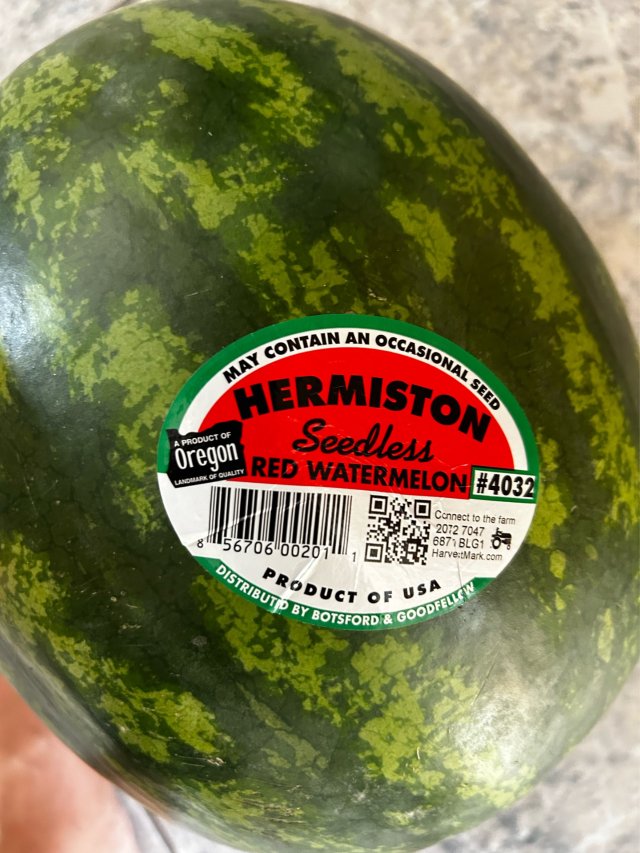 MAY CONTAIN AN OCCASIONAL SEED
HERMISTON
Seedless
RED WATERMELON
#4032
A PRODUCT OF
Oregon
LANDMARK OF QUALITY
8 56706 00201 1
Connect to the farm
2072 7047
6871 BLG1
HarvestMark.com
PRODUCT OF USA
DISTRIBUTED BY BOTSFORD & GOODFELLOW